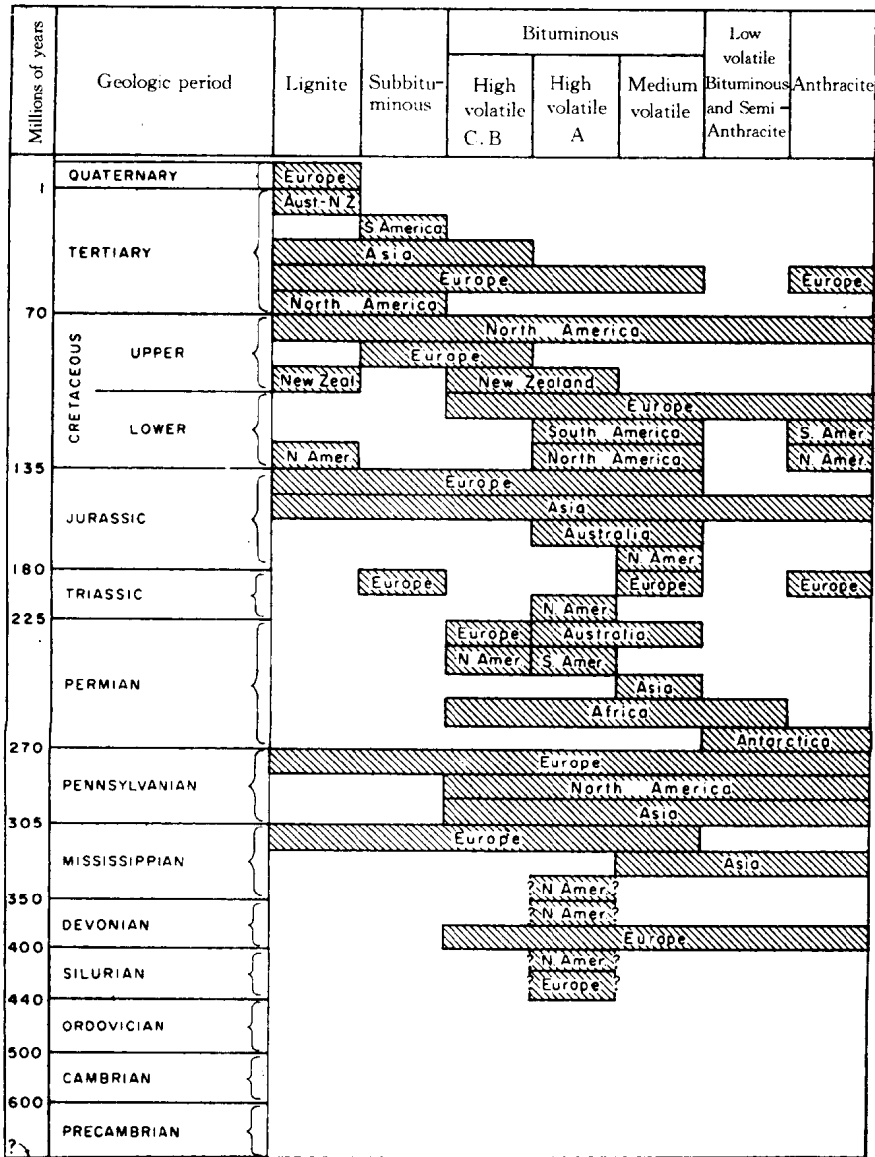 Millions of years
Geologic period
Lignite
Subbitu-
minous
Bituminous
High
volatile
C. B
High
volatile
A
Medium
volatile
Low
volatile
Bituminous
and Semi-
Anthracite
Anthracite
QUATERNARY
Europe
1
Aust-N Z
S America
TERTIARY
Asia
Europe
Europe
North America
70
CRETACEOUS
North America
UPPER
Europe
New Zeal
New Zealand
Europe
LOWER
South America
S. Amer
N Amer
North America
N. Amer
135
Europe
Asia
JURASSIC
Australia
N. Amer
180
TRIASSIC
Europe
Europe
Europe
N. Amer
225
Europe
Australia
N. Amer
S. Amer
PERMIAN
Asia
Africa
Antarctica
270
Europe
PENNSYLVANIAN
North America
Asia
305
Europe
MISSISSIPPIAN
Asia
? N Amer ?
350
DEVONIAN
? N. Amer ?
Europe
400
SILURIAN
? N. Amer ?
? Europe ?
440
ORDOVICIAN
500
CAMBRIAN
600
PRECAMBRIAN
?